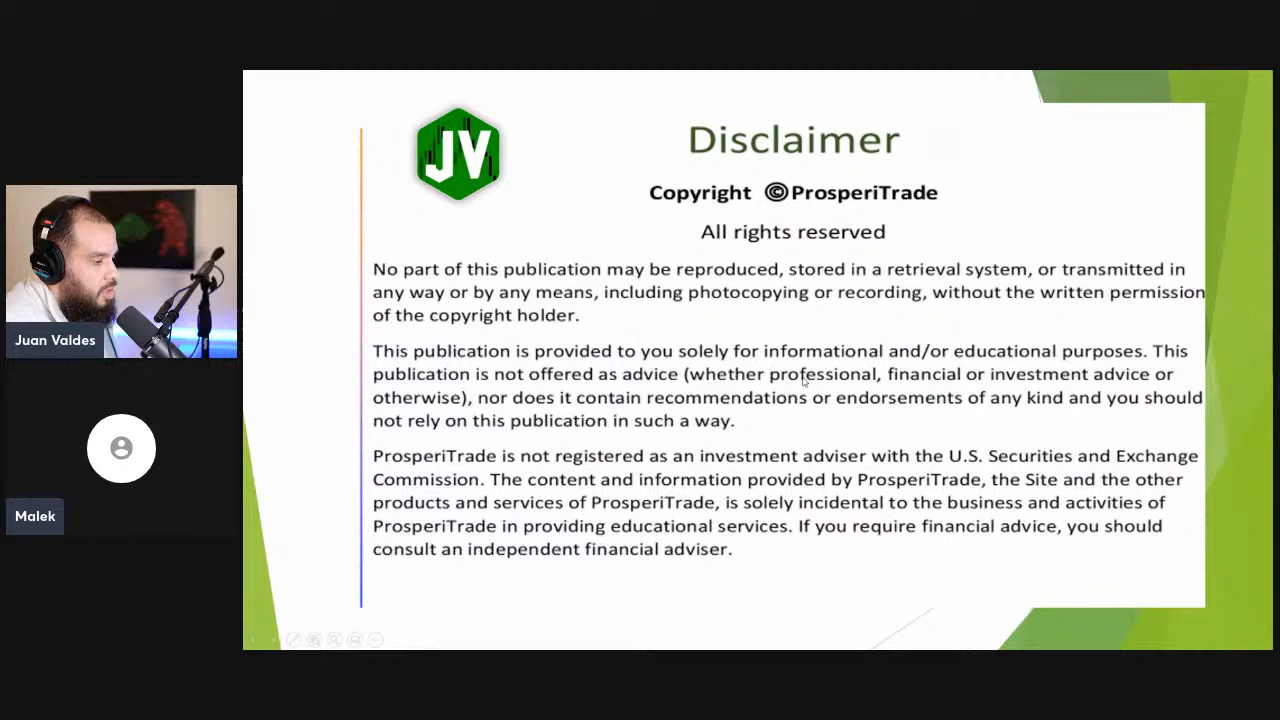 JV
Disclaimer
Copyright ©ProsperiTrade
All rights reserved
No part of this publication may be reproduced, stored in a retrieval system, or transmitted in
any way or by any means, including photocopying or recording, without the written permission
of the copyright holder.
This publication is provided to you solely for informational and/or educational purposes. This
publication is not offered as advice (whether professional, financial or investment advice or
otherwise), nor does it contain recommendations or endorsements of any kind and you should
not rely on this publication in such a way.
ProsperiTrade is not registered as an investment adviser with the U.S. Securities and Exchange
Commission. The content and information provided by ProsperiTrade, the Site and the other
products and services of ProsperiTrade, is solely incidental to the business and activities of
ProsperiTrade in providing educational services. If you require financial advice, you should
consult an independent financial adviser.
Juan Valdes
Malek